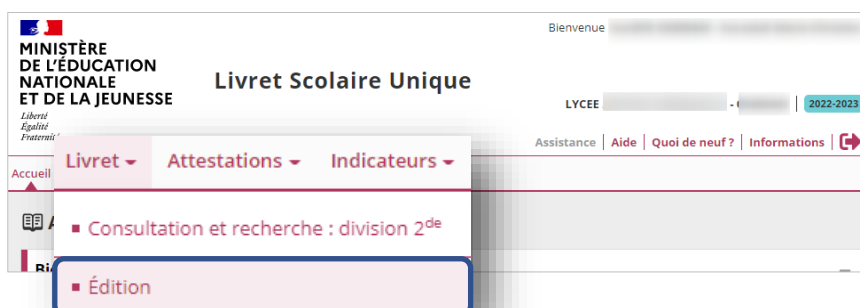 Bienvenue
MINISTÈRE
DE L'ÉDUCATION
NATIONALE
ET DE LA JEUNESSE
Liberté
Égalité
Fraternité
Livret Scolaire Unique
LYCEE - 2022-2023
Assistance | Aide | Quoi de neuf ? | Informations |
Accueil
Livret Attestations Indicateurs
Consultation et recherche : division 2de
Édition